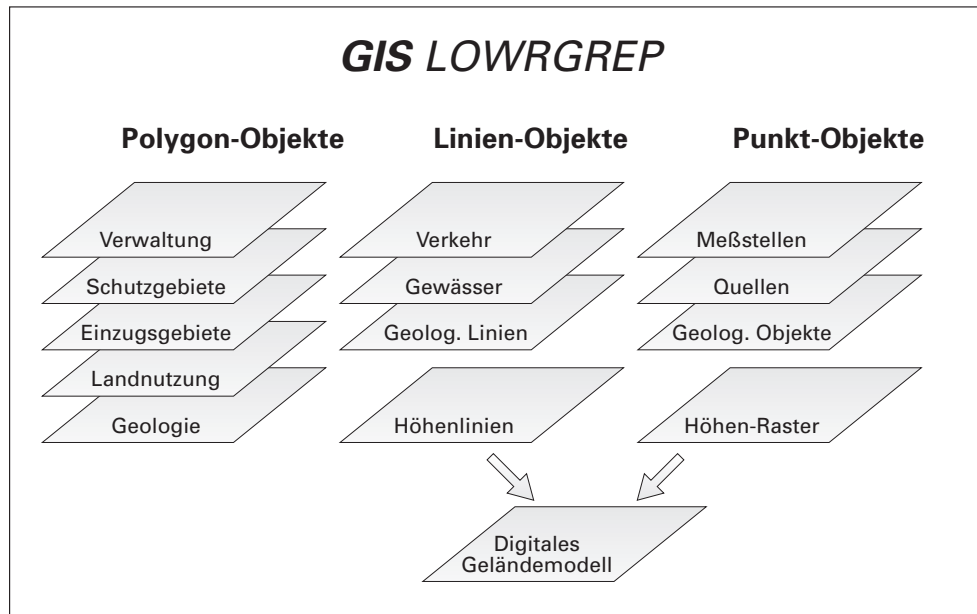 GIS LOWRGREP
Polygon-Objekte
Linien-Objekte
Punkt-Objekte
Verwaltung
Schutzgebiete
Einzugsgebiete
Landnutzung
Geologie
Verkehr
Gewässer
Geolog. Linien
Höhenlinien
Meßstellen
Quellen
Geolog. Objekte
Höhen-Raster
Digitales
Geländemodell